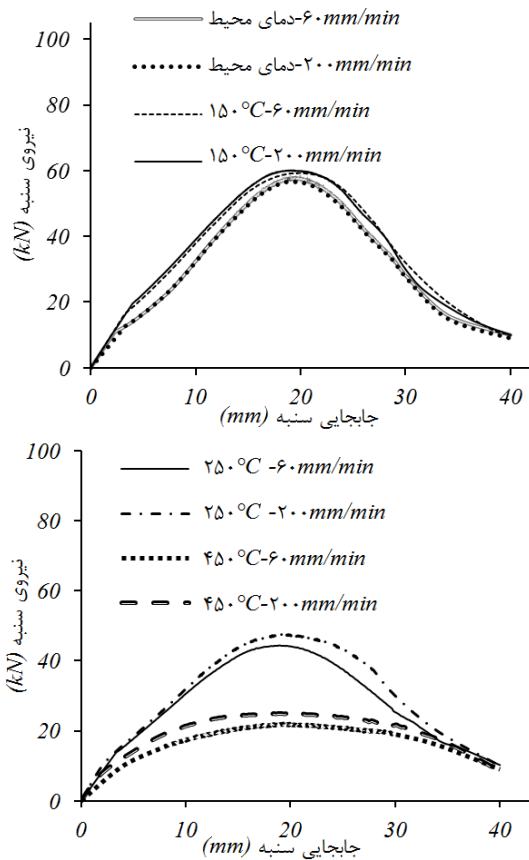 100
80
60
40
20
0
نیروی سنبه (kN)
دمای محیط-۶۰mm/min
دمای محیط-۲۰۰mm/min
۱۵۰°C-۶۰mm/min
۱۵۰°C-۲۰۰mm/min
0 10 20 30 40
جابجایی سنبه (mm)
100
80
60
40
20
0
نیروی سنبه (kN)
۲۵۰°C -۶۰mm/min
۲۵۰°C -۲۰۰mm/min
۴۵۰°C-۶۰mm/min
۴۵۰°C-۲۰۰mm/min
0 10 20 30 40
جابجایی سنبه (mm)